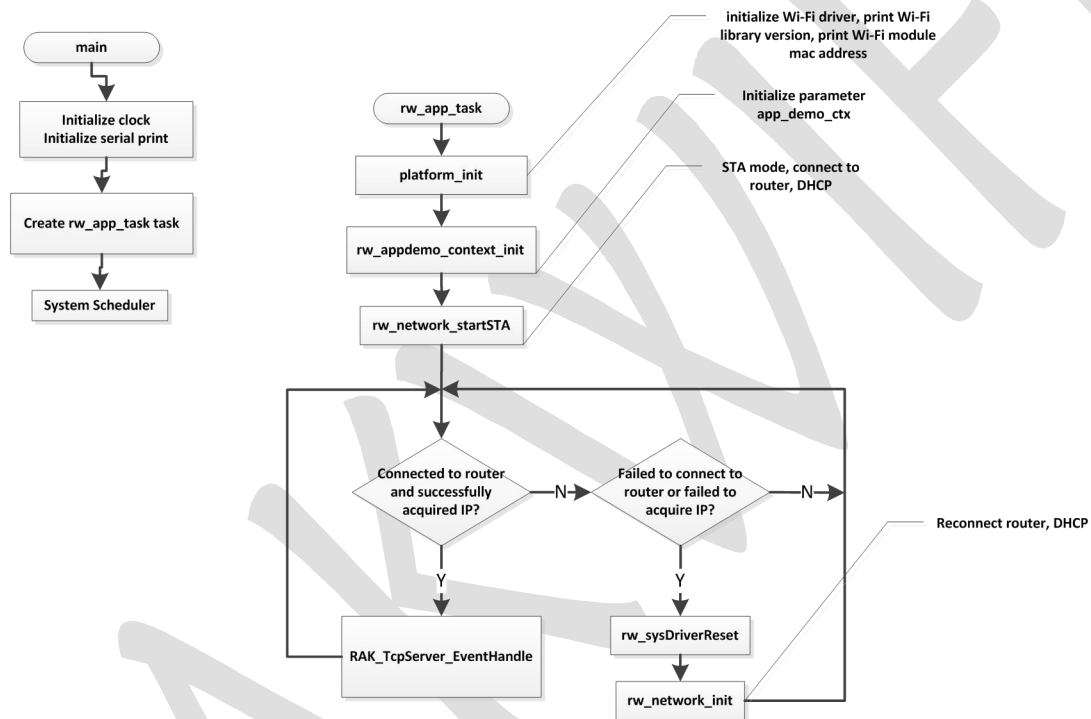 main
Initialize clock
Initialize serial print
Create rw_app_task task
System Scheduler
rw_app_task
platform_init
rw_appdemo_context_init
rw_network_startSTA
initialize Wi-Fi driver, print Wi-Fi
library version, print Wi-Fi module
mac address
Initialize parameter
app_demo_ctx
STA mode, connect to
router, DHCP
Connected to router
and successfully
acquired IP?
N
Failed to connect to
router or failed to
acquire IP?
N
Y
Y
RAK_TcpServer_EventHandle
rw_sysDriverReset
rw_network_init
Reconnect router, DHCP